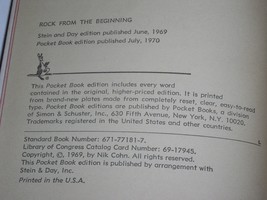 ROCK FROM THE BEGINNING
Stein and Day edition published June, 1969
Pocket Book edition published July, 1970
This Pocket Book edition includes every word
contained in the original, higher-priced edition. It is printed
from brand-new plates made from completely reset, clear, easy-to-read
type. Pocket Book editions are published by Pocket Books, a division
of Simon & Schuster, Inc., 630 Fifth Avenue, New York, N.Y. 10020.
Trademarks registered in the United States and other countries.
Standard Book Number: 671-77181-7.
Library of Congress Catalog Card Number: 69-17945.
Copyright, ©, 1969, by Nik Cohn. All rights reserved.
This Pocket Book edition is published by arrangement with
Stein & Day, Inc.
Printed in the U.S.A.